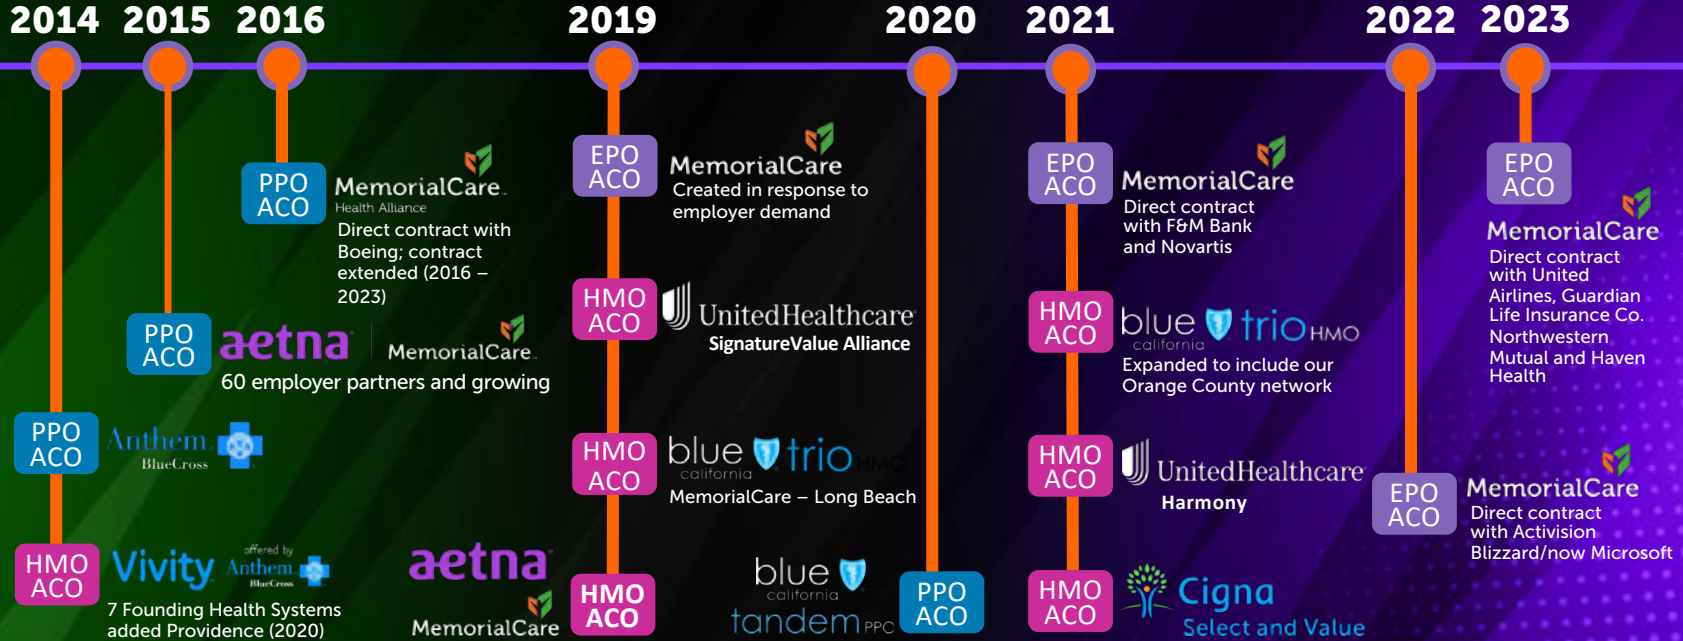 2014
2015
2016
2019
2020
2021
2022
2023
PPO
ACO
Anthem
BlueCross
HMO
ACO
Vivity
offered by
Anthem
BlueCross
7 Founding Health Systems
added Providence (2020)
PPO
ACO
aetna
MemorialCare
60 employer partners and growing
PPO
ACO
MemorialCare
Health Alliance
Direct contract with
Boeing; contract
extended (2016 –
2023)
EPO
ACO
MemorialCare
Created in response to
employer demand
HMO
ACO
UnitedHealthcare
SignatureValue Alliance
HMO
ACO
blue
california
trio HMO
MemorialCare – Long Beach
aetna
MemorialCare
HMO
ACO
blue
california
tandem PPO
PPO
ACO
EPO
ACO
MemorialCare
Direct contract
with F&M Bank
and Novartis
HMO
ACO
blue
california
trio HMO
Expanded to include our
Orange County network
HMO
ACO
UnitedHealthcare
Harmony
HMO
ACO
Cigna
Select and Value
EPO
ACO
MemorialCare
Direct contract
with Activision
Blizzard/now Microsoft
EPO
ACO
MemorialCare
Direct contract
with United
Airlines, Guardian
Life Insurance Co.
Northwestern
Mutual and Haven
Health